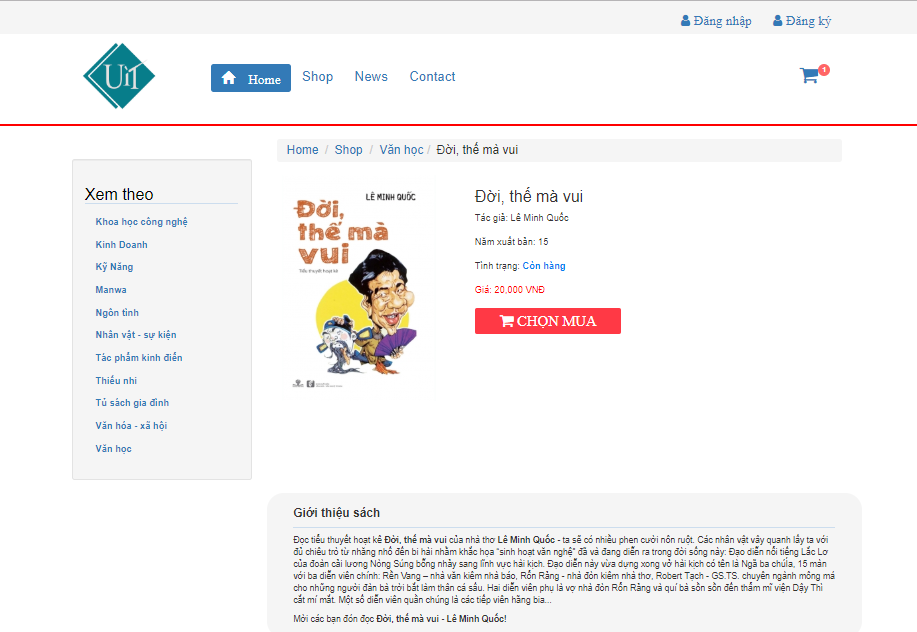 Đăng nhập Đăng ký
UIT
Home Shop News Contact
1
Home / Shop / Văn học / Đời, thế mà vui
Xem theo
Khoa học công nghệ
Kinh Doanh
Kỹ Năng
Manwa
Ngôn tình
Nhân vật - sự kiện
Tác phẩm kinh điển
Thiếu nhi
Tủ sách gia đình
Văn hóa - xã hội
Văn học
LÊ MINH QUỐC
Đời,
thế mà
vui
Tiểu thuyết hoạt kê
Đời, thế mà vui
Tác giả: Lê Minh Quốc
Năm xuất bản: 15
Tình trạng: Còn hàng
Giá: 20,000 VNĐ
CHỌN MUA
Giới thiệu sách
Đọc tiểu thuyết hoạt kê Đời, thế mà vui của nhà thơ Lê Minh Quốc - ta sẽ có nhiều phen cười nôn ruột. Các nhân vật vây quanh lấy ta với
đủ chiêu trò từ nhăng nhố đến bi hài nhằm khắc họa “sinh hoạt văn nghệ” đã và đang diễn ra trong đời sống này: Đạo diễn nổi tiếng Lắc Lơ
của đoàn cải lương Nóng Súng bỗng nhảy sang lĩnh vực hài kịch. Đạo diễn này vừa dựng xong vở hài kịch có tên là Ngã ba chúla, 15 màn
với ba diễn viên chính: Rền Vang – nhà văn kiêm nhà báo, Rổn Rảng - nhà đòn kiêm nhà thơ, Robert Tạch - GS.TS. chuyên ngành mông má
cho những người đàn bà trời bắt làm thân cá sấu. Hai diễn viên phụ là vợ nhà đòn Rổn Rảng và quí bà sồn sồn đến thẩm mĩ viện Dậy Thì
cắt mí mắt. Một số diễn viên quần chúng là các tiếp viên hãng bia...
Mời các bạn đón đọc Đời, thế mà vui - Lê Minh Quốc!